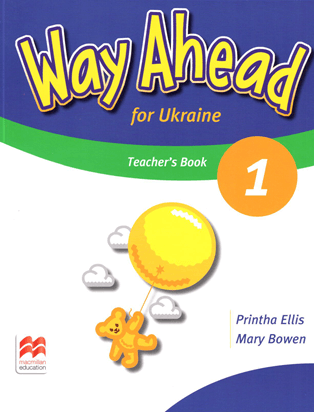 Way Ahead
for Ukraine
Teacher's Book
1
Printha Ellis
Mary Bowen
macmillan
education